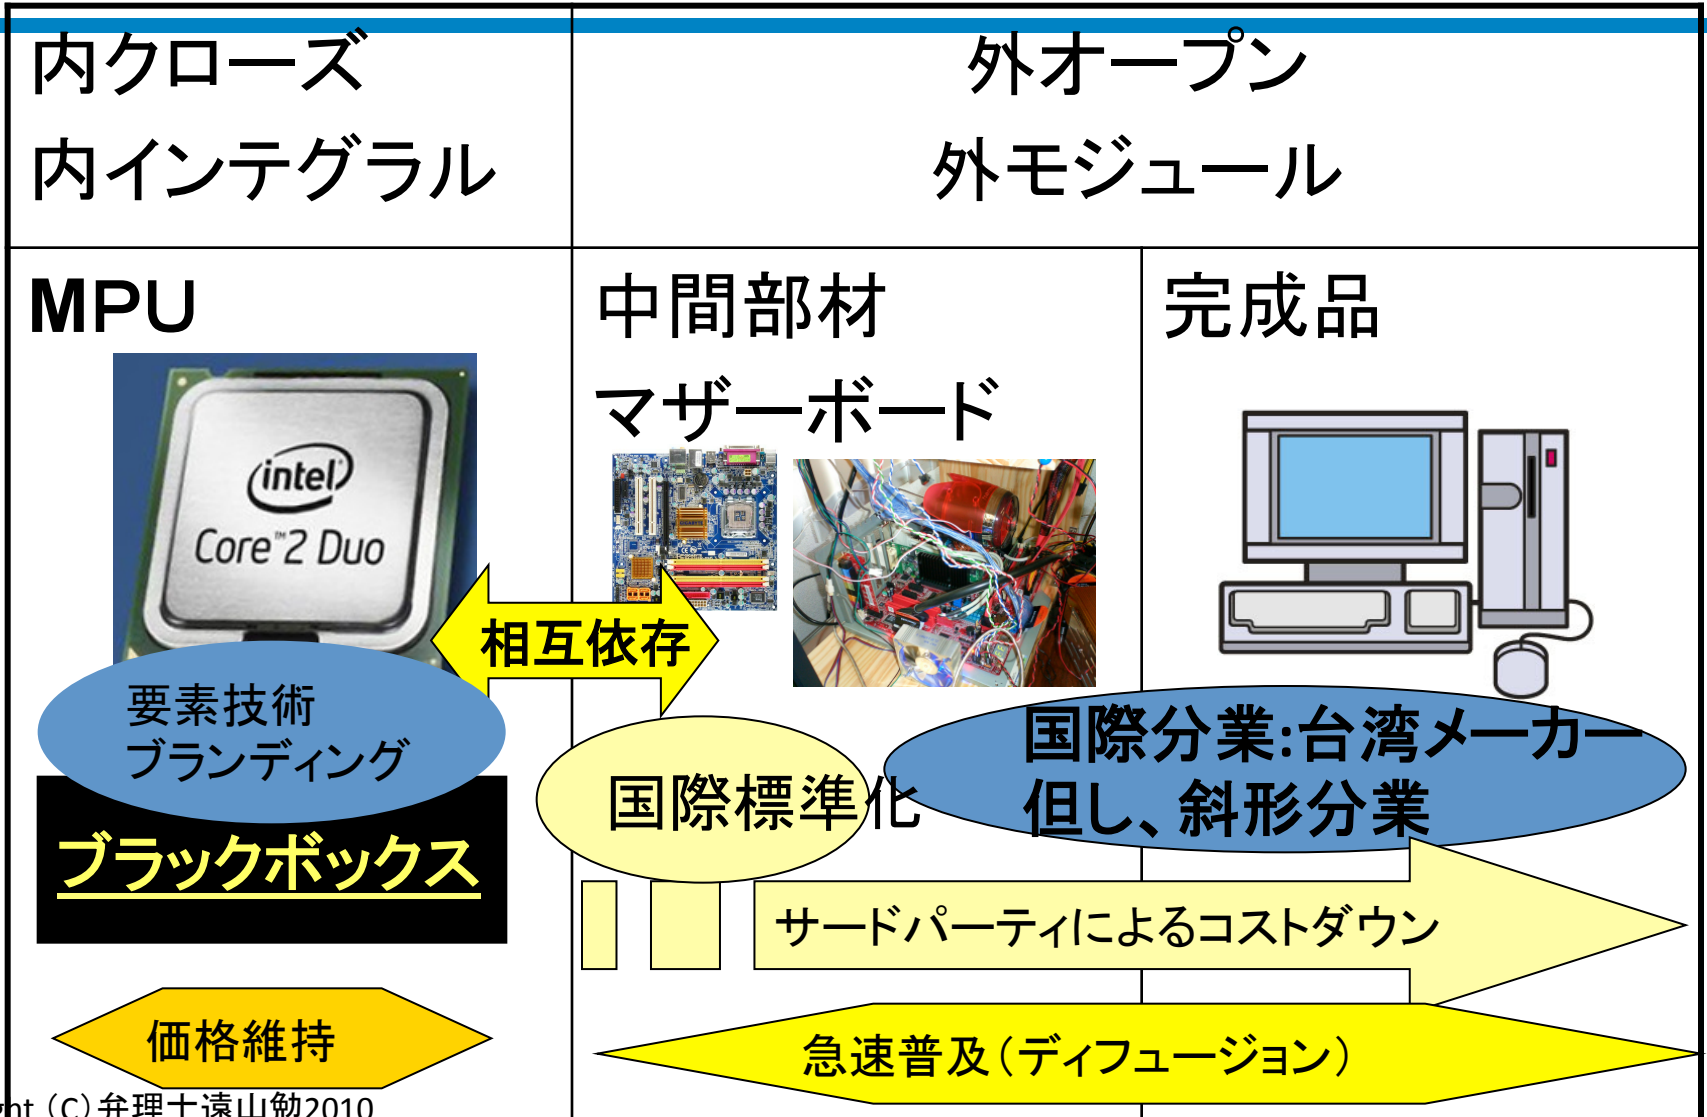 内クローズ
内インテグラル
外オープン
外モジュール
MPU
中間部材
マザーボード
完成品
intel
Core™2 Duo
相互依存
要素技術
ブランディング
ブラックボックス
国際標準化
国際分業:台湾メーカー
但し、斜形分業
サードパーティによるコストダウン
価格維持
急速普及（ディフュージョン）
ght （C）弁理士遠山勉2010